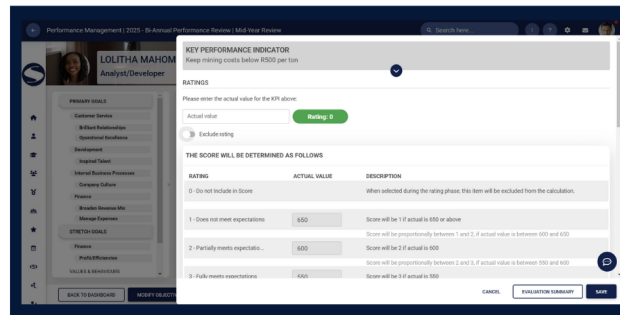 Performance Management | 2025 - Bi-Annual Performance Review | Mid-Year Review
Search here...
LOLITHA MAHOM
Analyst/Developer
PRIMARY GOALS
Customer Service
Brilliant Relationships
Operational Excellence
Development
Inspired Talent
Internal Business Processes
Company Culture
Finance
Broaden Revenue Mix
Manage Expenses
STRETCH GOALS
Finance
Profit Efficiencies
VALUES & BEHAVIOURS
BACK TO DASHBOARD
MODIFY OBJECTIV
KEY PERFORMANCE INDICATOR
Keep mining costs below R500 per ton
RATINGS
Please enter the actual value for the KPI above:
Actual value
Rating: 0
Exclude rating
THE SCORE WILL BE DETERMINED AS FOLLOWS
RATING ACTUAL VALUE DESCRIPTION
0 - Do not include in Score When selected during the rating phase, this item will be excluded from the calculation.
1 - Does not meet expectations 650 Score will be 1 if actual is 650 or above
Score will be proportionally between 1 and 2, if actual value is between 600 and 650
2 - Partially meets expectatio... 600 Score will be 2 if actual is 600
Score will be proportionally between 2 and 3, if actual value is between 550 and 600
3 - Fully meets expectations 550 Score will be 3 if actual is 550
CANCEL
EVALUATION SUMMARY
SAVE